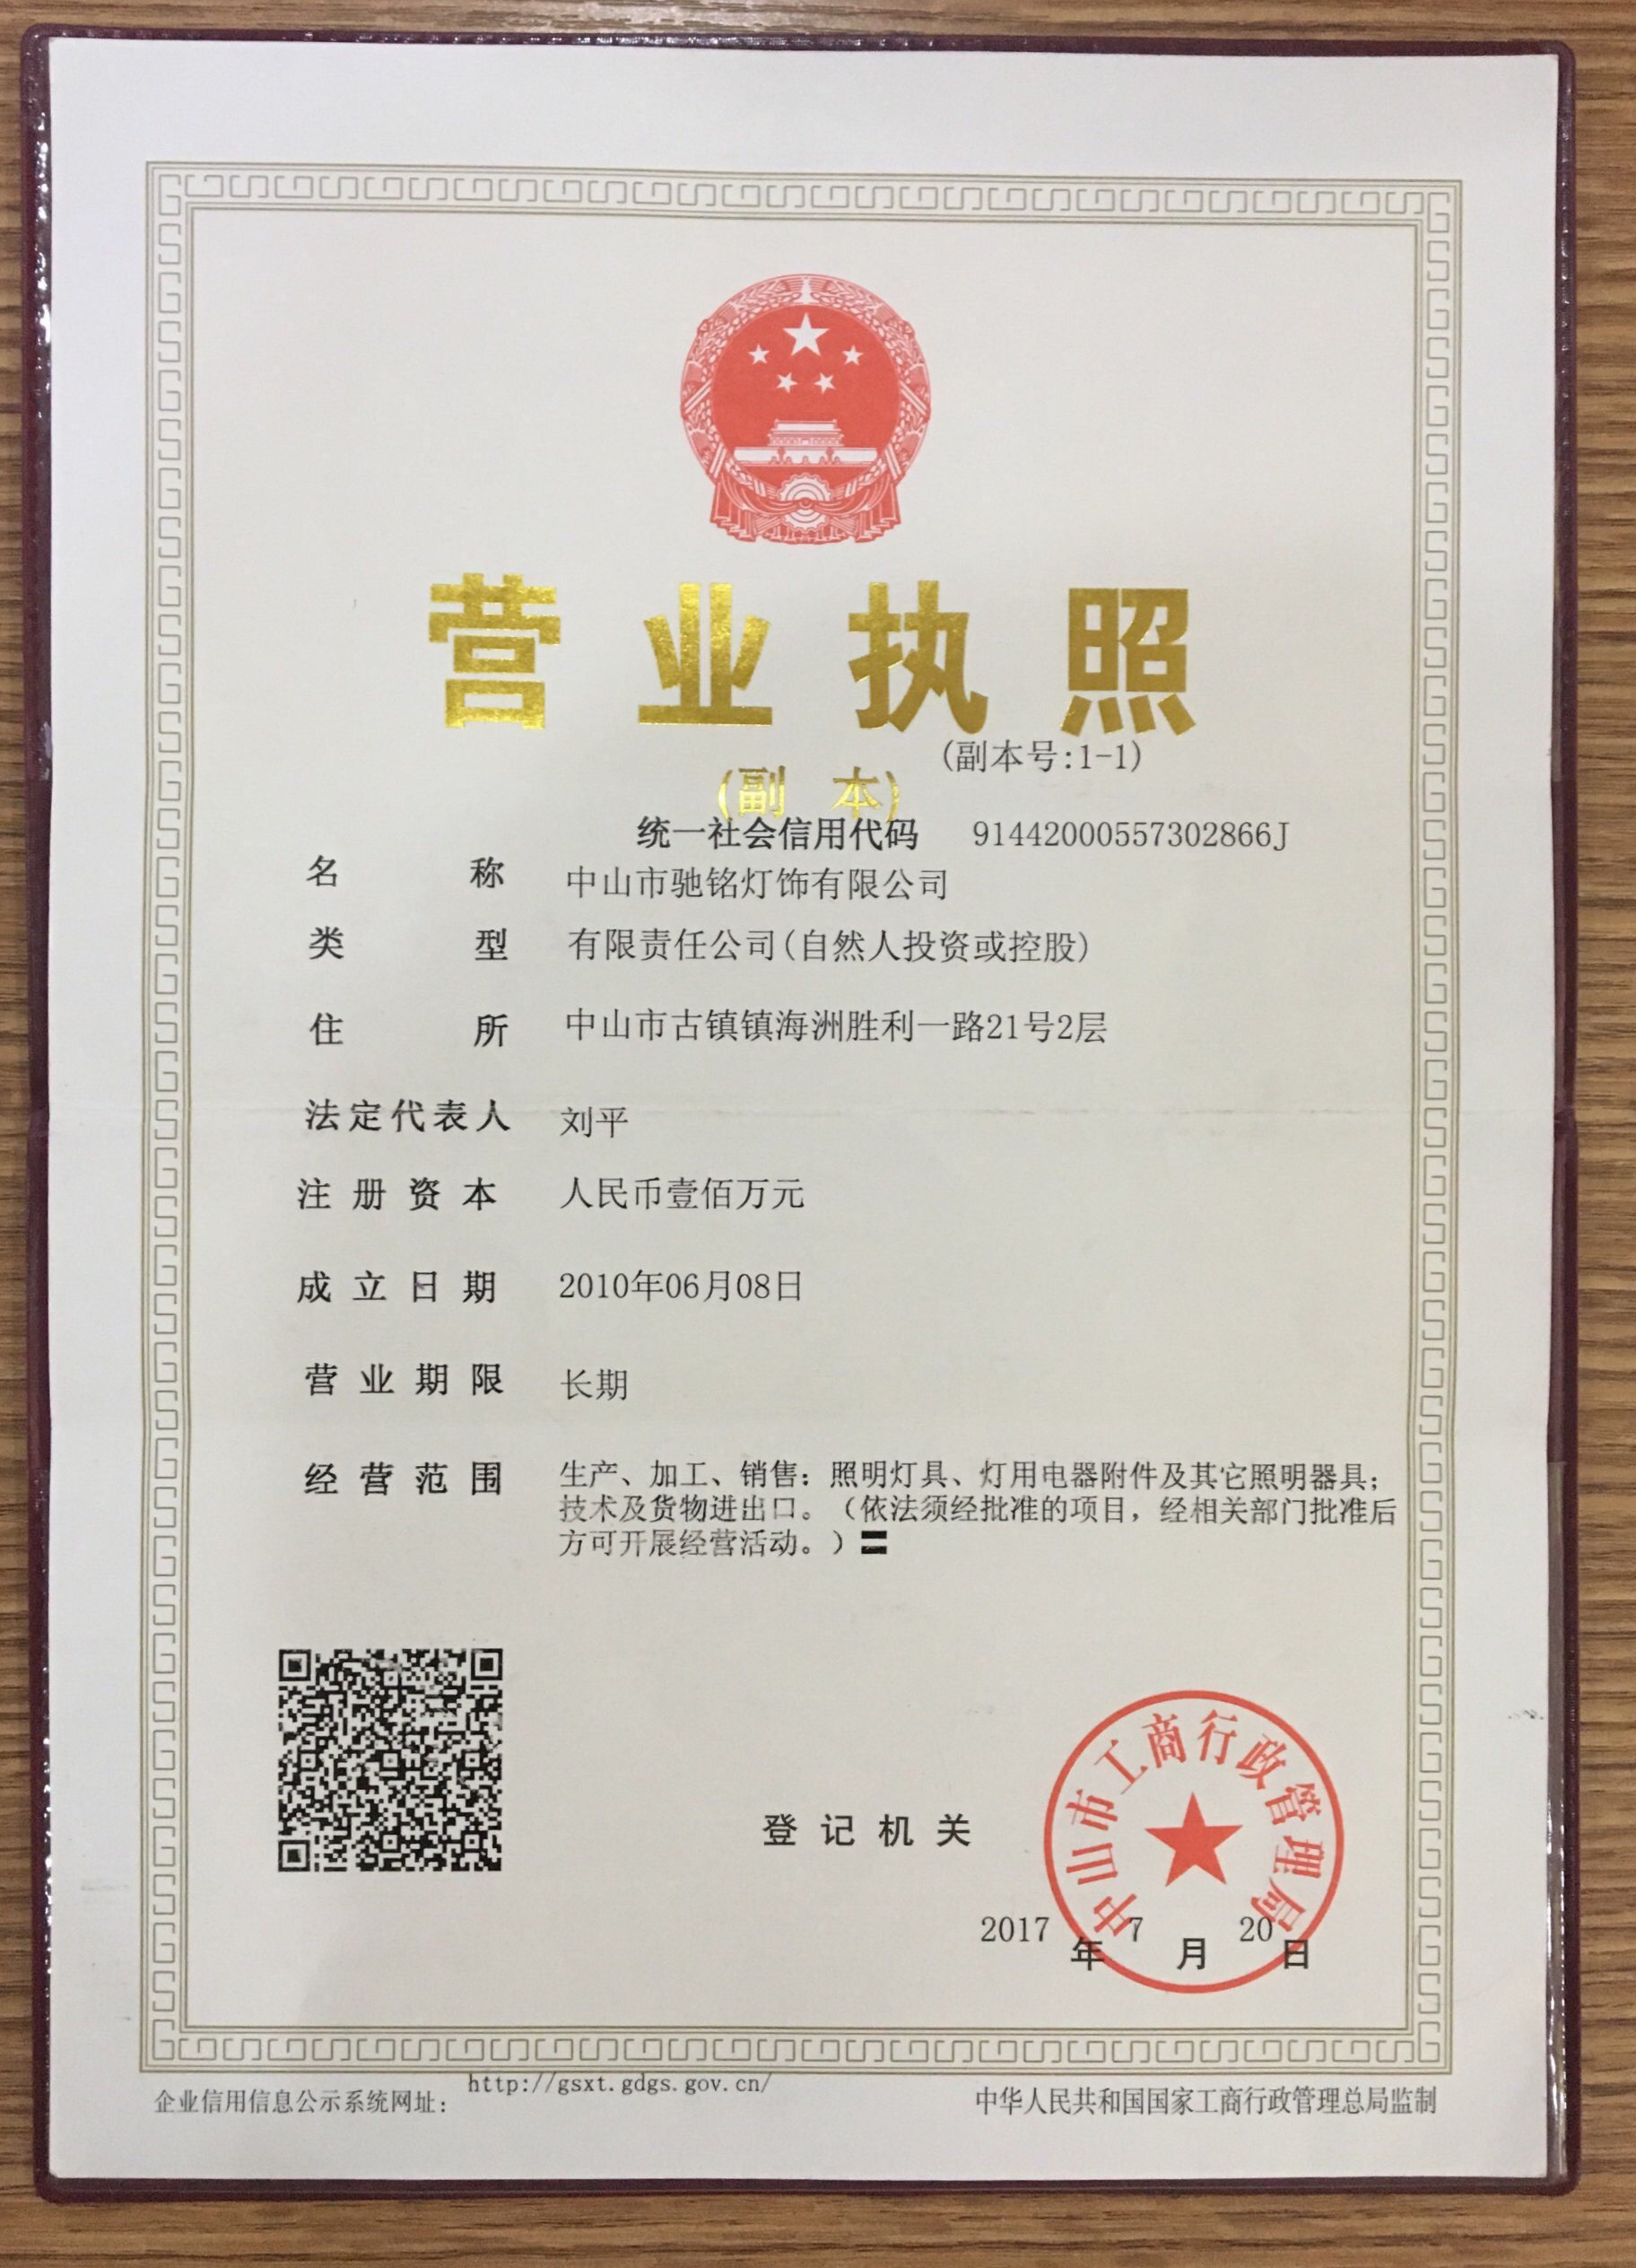 营业执照
(副本号:1-1)
(副 本)
统一社会信用代码 91442000557302866J
名 称 中山市驰铭灯饰有限公司
类 型 有限责任公司(自然人投资或控股)
住 所 中山市古镇镇海洲胜利一路21号2层
法定代表人 刘平
注册资本 人民币壹佰万元
成立日期 2010年06月08日
营业期限 长期
经营范围 生产、加工、销售：照明灯具、灯用电器附件及其它照明器具；
技术及货物进出口。（依法须经批准的项目，经相关部门批准后
方可开展经营活动。）〓
中山市工商行政管理局
登记机关
2017年7月20日
企业信用信息公示系统网址：http://gsxt.gdgs.gov.cn/
中华人民共和国国家工商行政管理总局监制